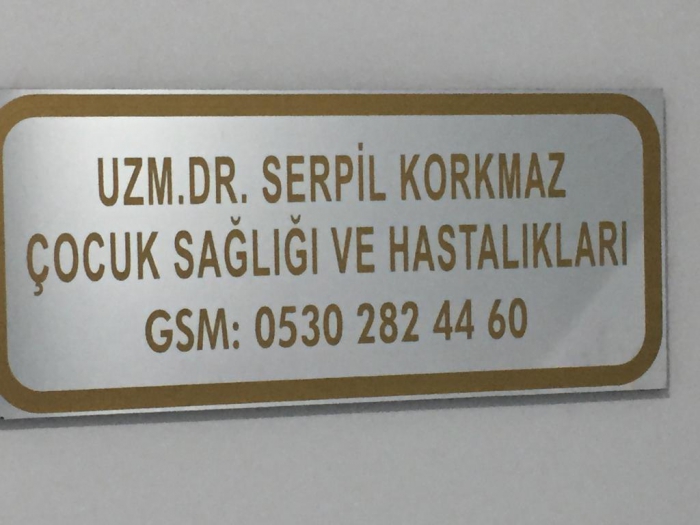 UZM.DR. SERPİL KORKMAZ
ÇOCUK SAĞLIĞI VE HASTALIKLARI
GSM: 0530 282 44 60